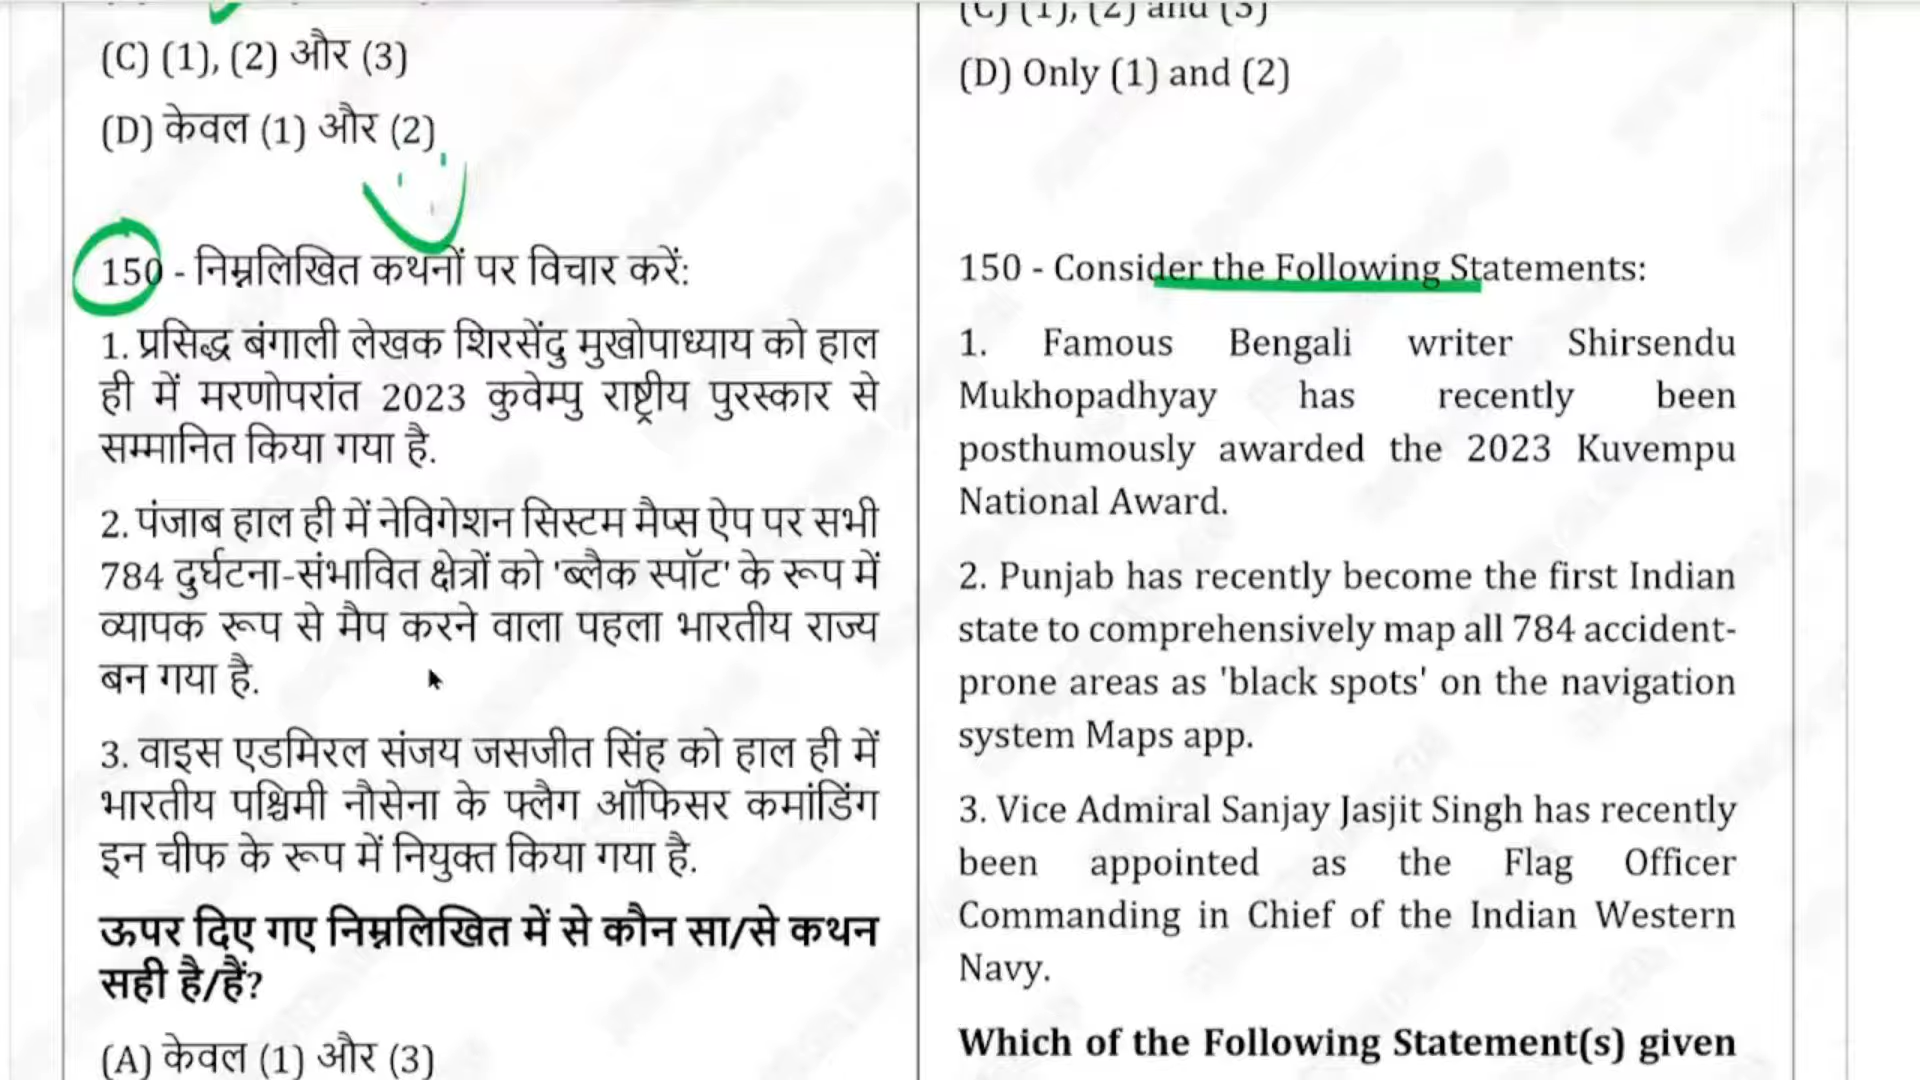 (C) (1), (2) और (3)
(D) केवल (1) और (2)
150 - निम्नलिखित कथनों पर विचार करें:
1. प्रसिद्ध बंगाली लेखक शिरसेंदु मुखोपाध्याय को हाल
ही में मरणोपरांत 2023 कुवेम्पु राष्ट्रीय पुरस्कार से
सम्मानित किया गया है.
2. पंजाब हाल ही में नेविगेशन सिस्टम मैप्स ऐप पर सभी
784 दुर्घटना-संभावित क्षेत्रों को 'ब्लैक स्पॉट' के रूप में
व्यापक रूप से मैप करने वाला पहला भारतीय राज्य
बन गया है.
3. वाइस एडमिरल संजय जसजीत सिंह को हाल ही में
भारतीय पश्चिमी नौसेना के फ्लैग ऑफिसर कमांडिंग
इन चीफ के रूप में नियुक्त किया गया है.
ऊपर दिए गए निम्नलिखित में से कौन सा/से कथन
सही है/हैं?
(A) केवल (1) और (3)
(C) (1), (2) and (3)
(D) Only (1) and (2)
150 - Consider the Following Statements:
1. Famous Bengali writer Shirsendu
Mukhopadhyay has recently been
posthumously awarded the 2023 Kuvempu
National Award.
2. Punjab has recently become the first Indian
state to comprehensively map all 784 accident-
prone areas as 'black spots' on the navigation
system Maps app.
3. Vice Admiral Sanjay Jasjit Singh has recently
been appointed as the Flag Officer
Commanding in Chief of the Indian Western
Navy.
Which of the Following Statement(s) given